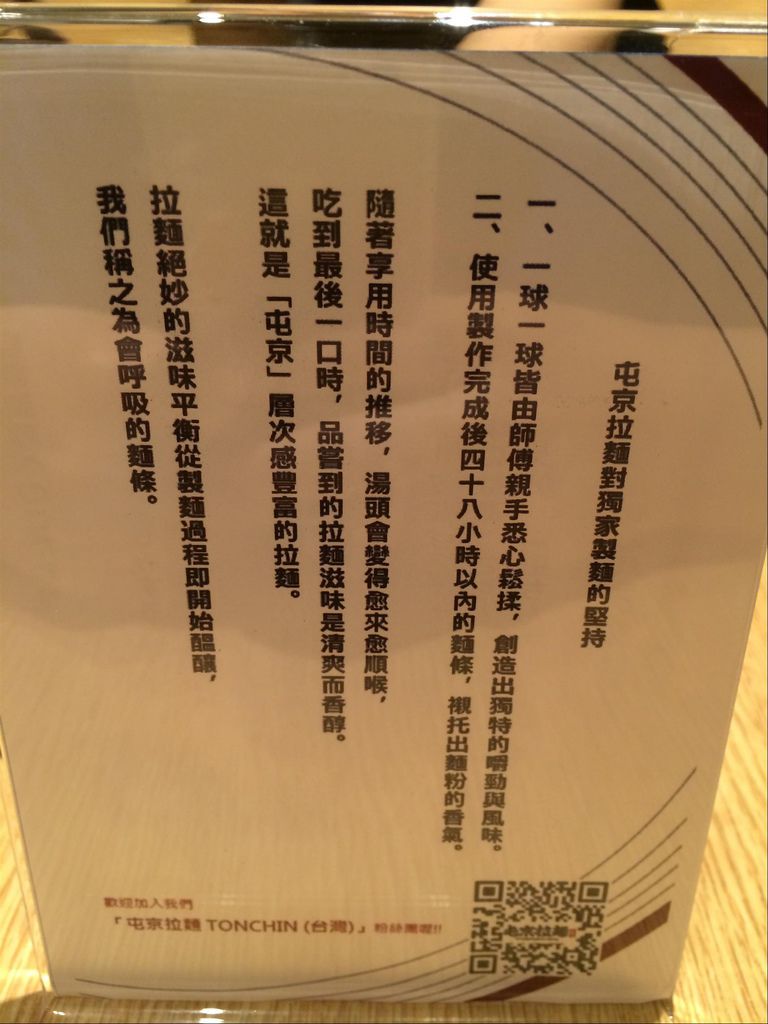 屯京拉麵對獨家製麵的堅持
一、一球一球皆由師傅親手悉心鬆揉，創造出獨特的嚼勁與風味。
二、使用製作完成後四十八小時以內的麵條，襯托出麵粉的香氣。
隨著享用時間的推移，湯頭會變得愈來愈順喉，
吃到最後一口時，品嘗到的拉麵滋味是清爽而香醇。
這就是「屯京」層次感豐富的拉麵。
拉麵絕妙的滋味平衡從製麵過程即開始醞釀，
我們稱之為會呼吸的麵條。
歡迎加入我們
「屯京拉麵 TONCHIN (台灣)」粉絲團喔!!
屯京拉麵